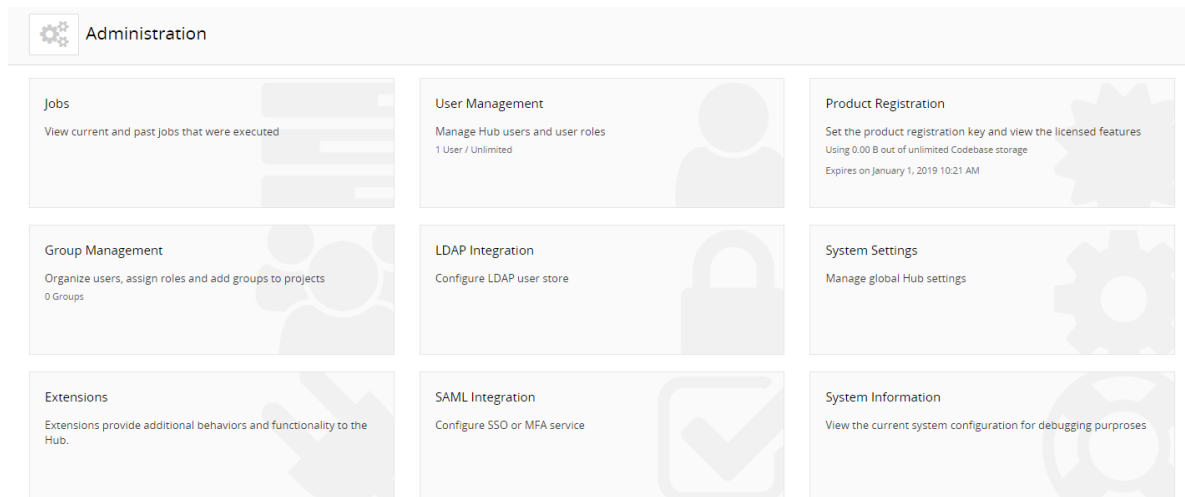 Administration
Jobs
View current and past jobs that were executed
User Management
Manage Hub users and user roles
1 User / Unlimited
Product Registration
Set the product registration key and view the licensed features
Using 0.00 B out of unlimited Codebase storage
Expires on January 1, 2019 10:21 AM
Group Management
Organize users, assign roles and add groups to projects
0 Groups
LDAP Integration
Configure LDAP user store
System Settings
Manage global Hub settings
Extensions
Extensions provide additional behaviors and functionality to the
Hub.
SAML Integration
Configure SSO or MFA service
System Information
View the current system configuration for debugging purproses